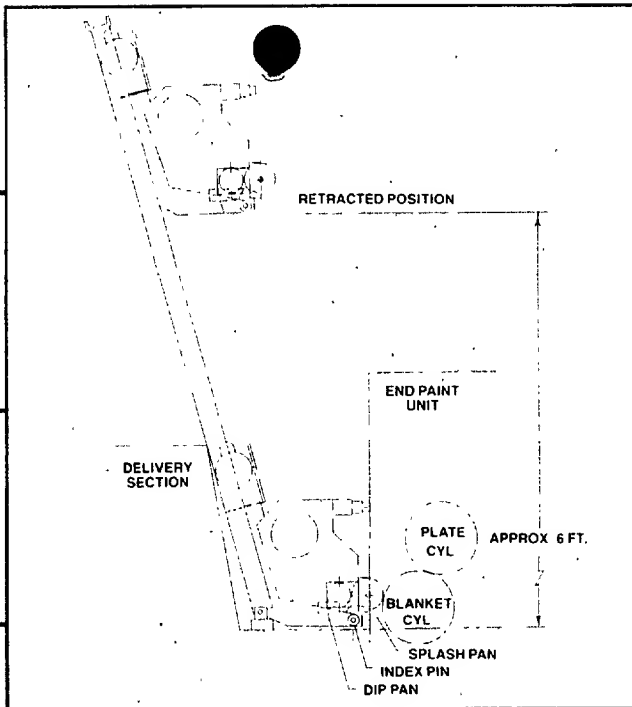 RETRACTED POSITION
END PAINT
UNIT
DELIVERY
SECTION
PLATE
CYL
APPROX 6 FT.
BLANKET
CYL
SPLASH PAN
INDEX PIN
DIP PAN